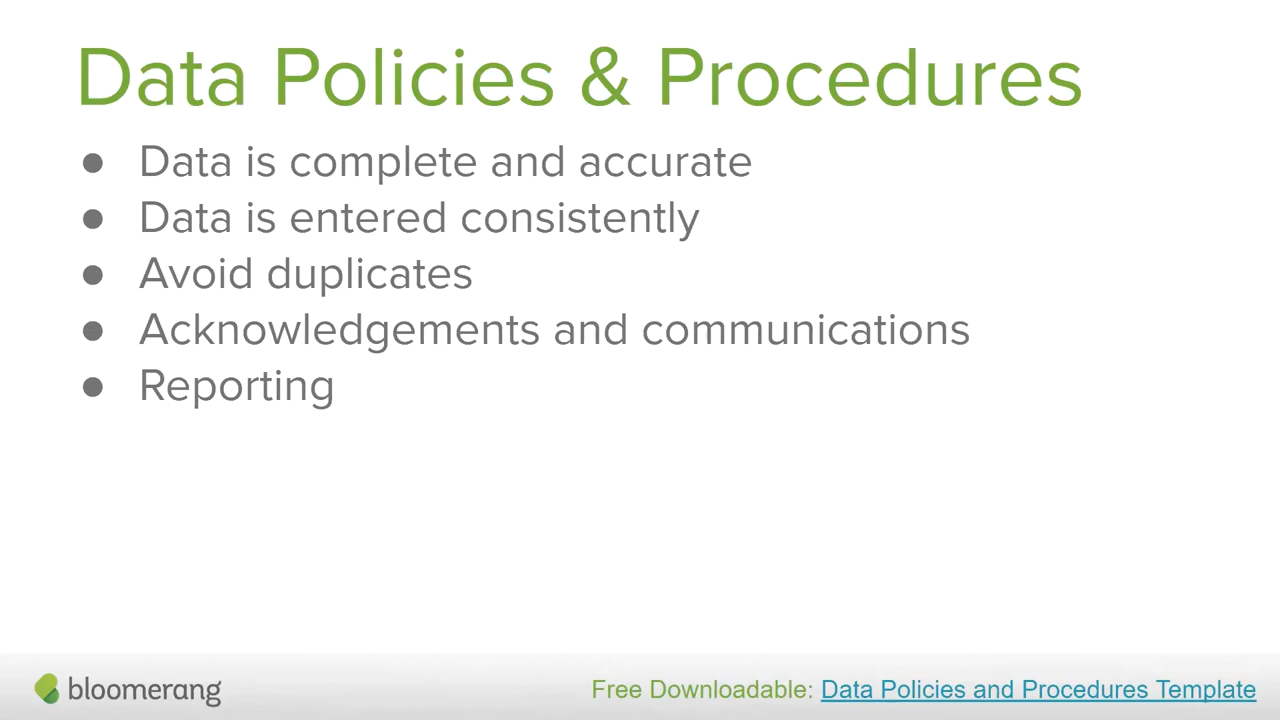 Data Policies & Procedures
● Data is complete and accurate
● Data is entered consistently
● Avoid duplicates
● Acknowledgements and communications
● Reporting
bloomerang
Free Downloadable: Data Policies and Procedures Template